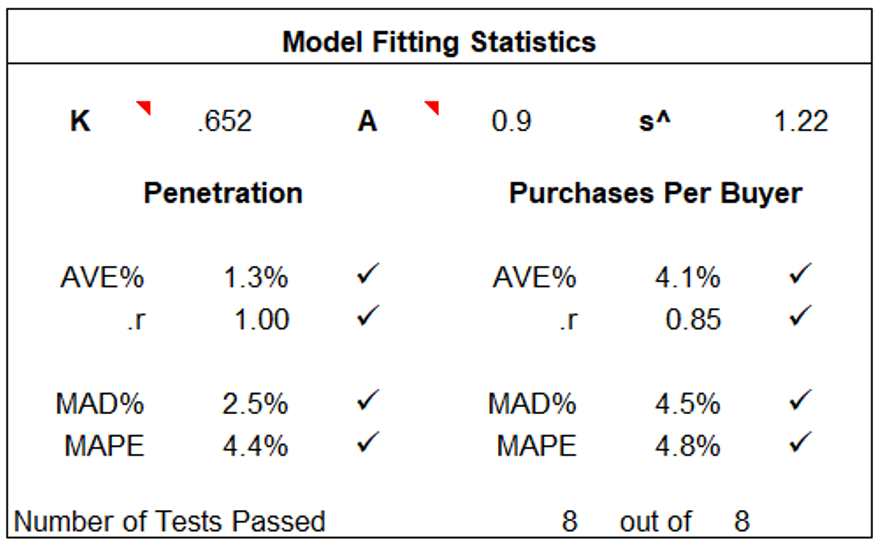 Model Fitting Statistics
K .652 A 0.9 s^ 1.22
Penetration Purchases Per Buyer
AVE% 1.3% ✓ AVE% 4.1% ✓
.r 1.00 ✓ .r 0.85 ✓
MAD% 2.5% ✓ MAD% 4.5% ✓
MAPE 4.4% ✓ MAPE 4.8% ✓
Number of Tests Passed 8 out of 8